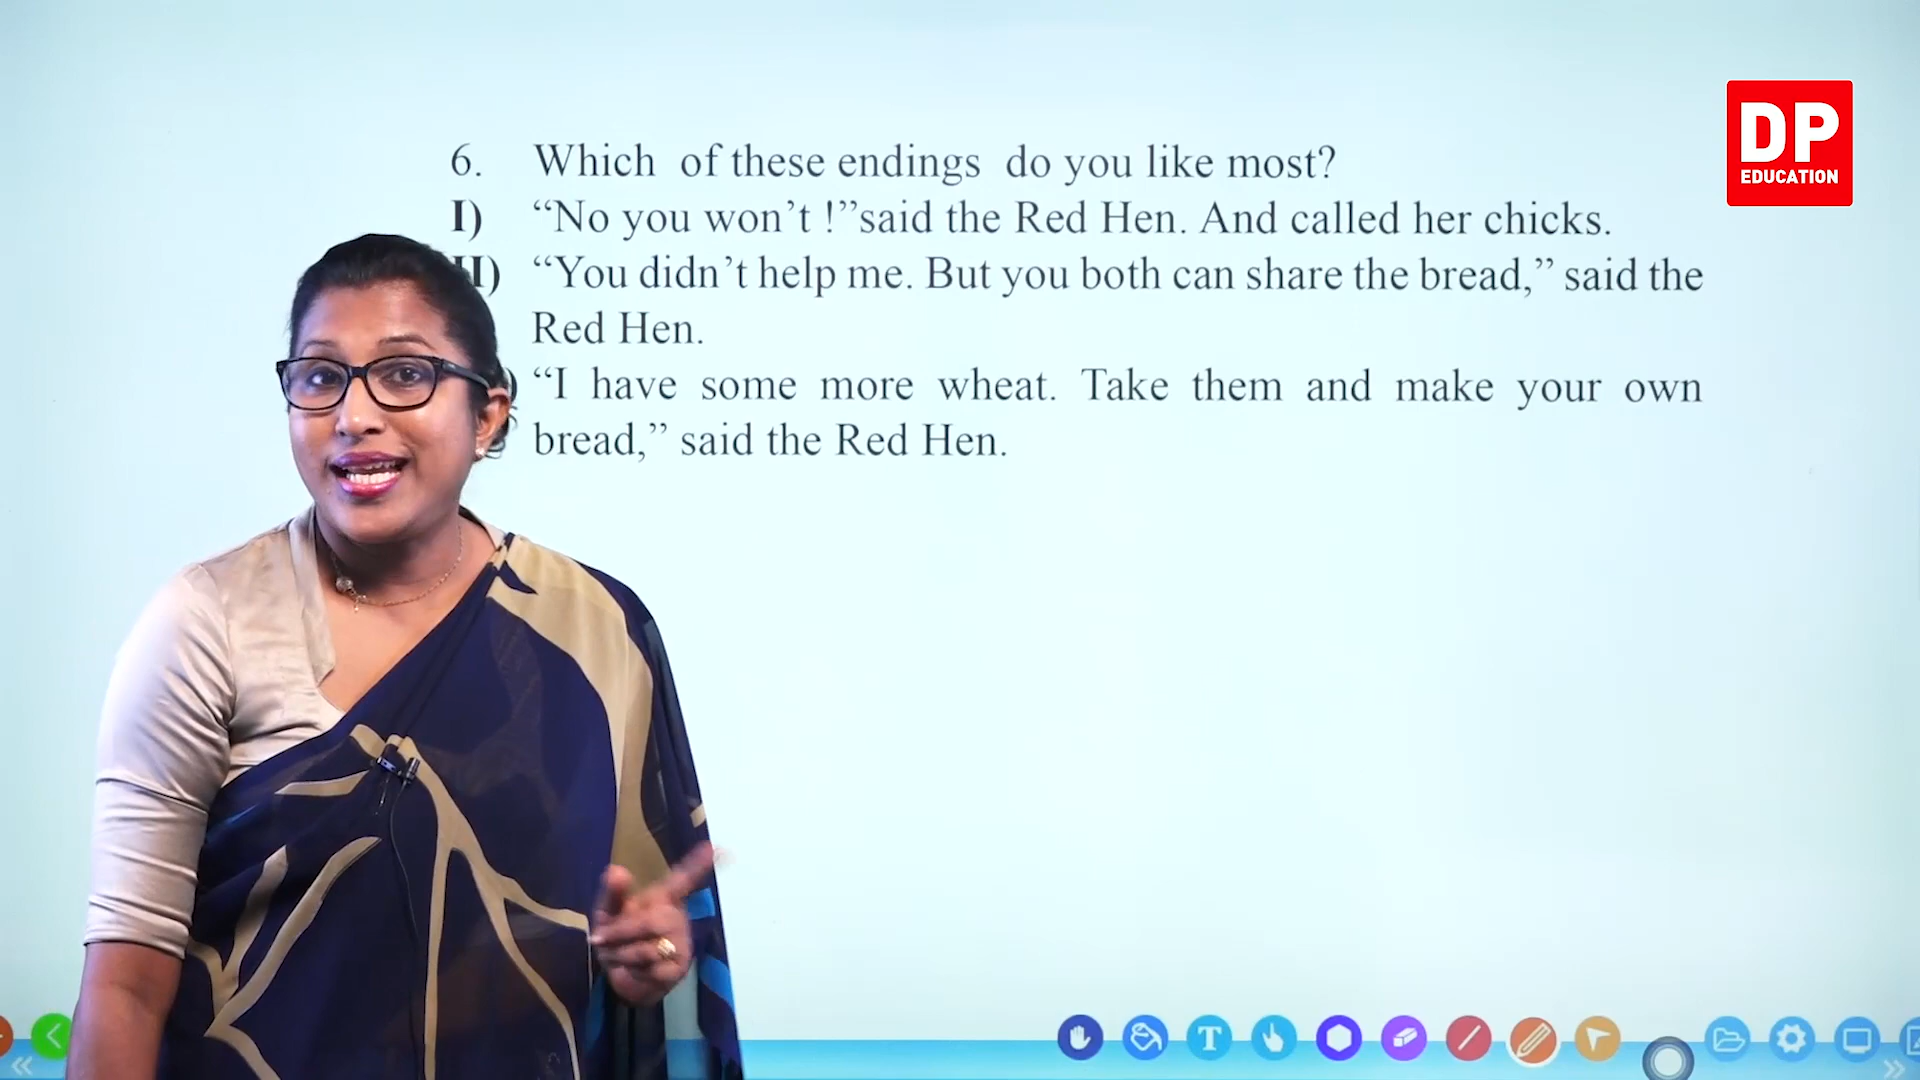 DP
EDUCATION
6. Which of these endings do you like most?
I) “No you won’t !”said the Red Hen. And called her chicks.
II) “You didn’t help me. But you both can share the bread,” said the
Red Hen.
) “I have some more wheat. Take them and make your own
bread,” said the Red Hen.
T